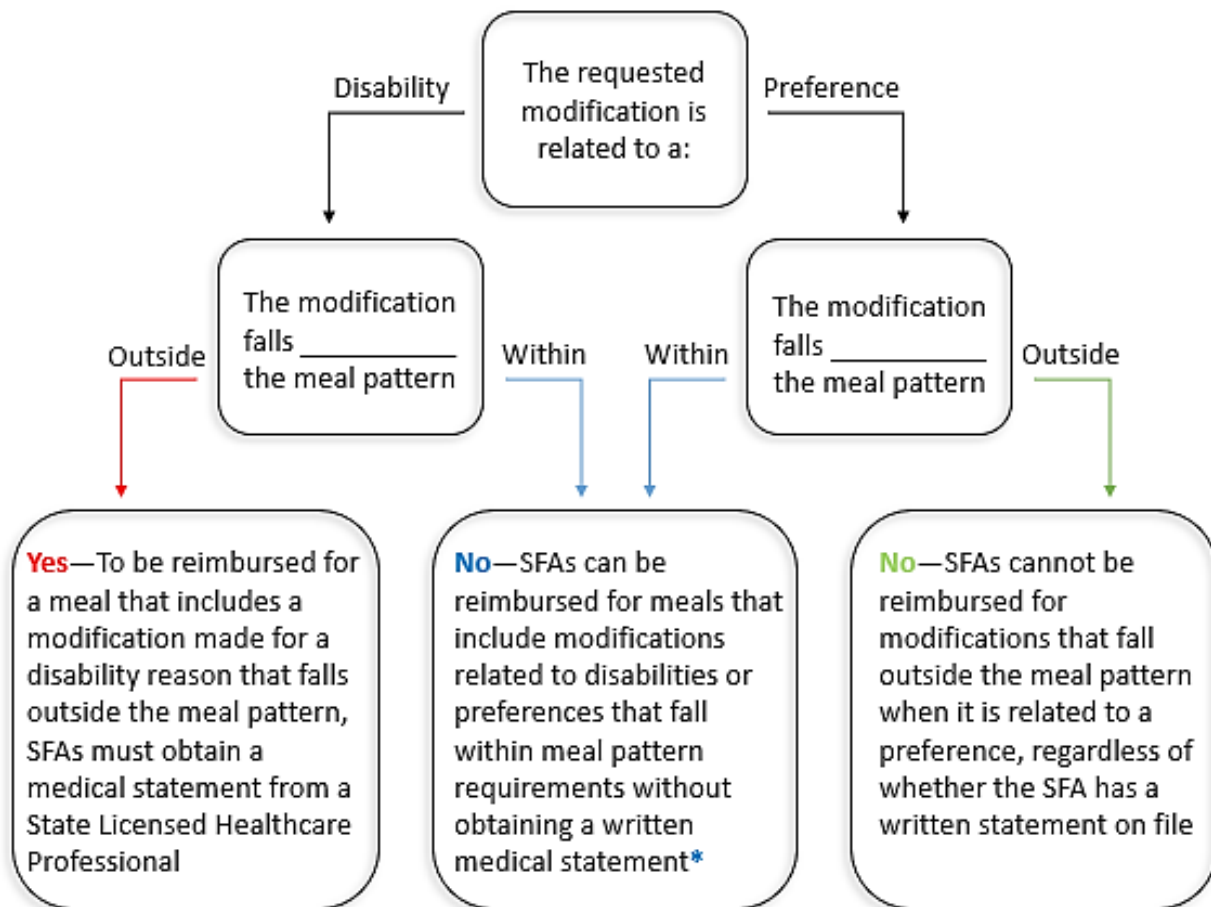 Disability
The requested
modification is
related to a:
Preference
The modification
falls ___________
the meal pattern
The modification
falls ___________
the meal pattern
Outside
Within
Within
Outside
Yes—To be reimbursed for
a meal that includes a
modification made for a
disability reason that falls
outside the meal pattern,
SFAs must obtain a
medical statement from a
State Licensed Healthcare
Professional
No—SFAs can be
reimbursed for meals that
include modifications
related to disabilities or
preferences that fall
within meal pattern
requirements without
obtaining a written
medical statement*
No—SFAs cannot be
reimbursed for
modifications that fall
outside the meal pattern
when it is related to a
preference, regardless of
whether the SFA has a
written statement on file